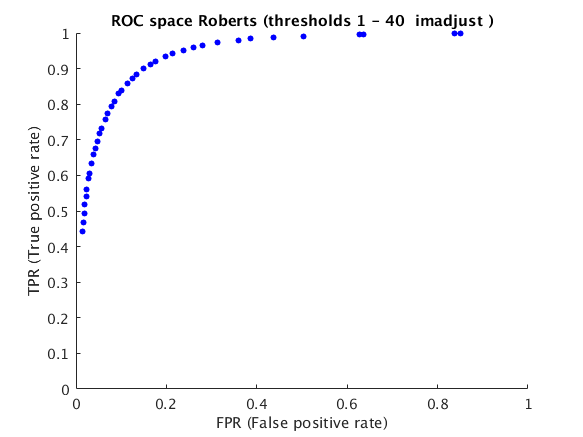 ROC space Roberts (thresholds 1 - 40 imadjust )
1
0.9
0.8
0.7
0.6
0.5
0.4
0.3
0.2
0.1
0
TPR (True positive rate)
0 0.2 0.4 0.6 0.8 1
FPR (False positive rate)